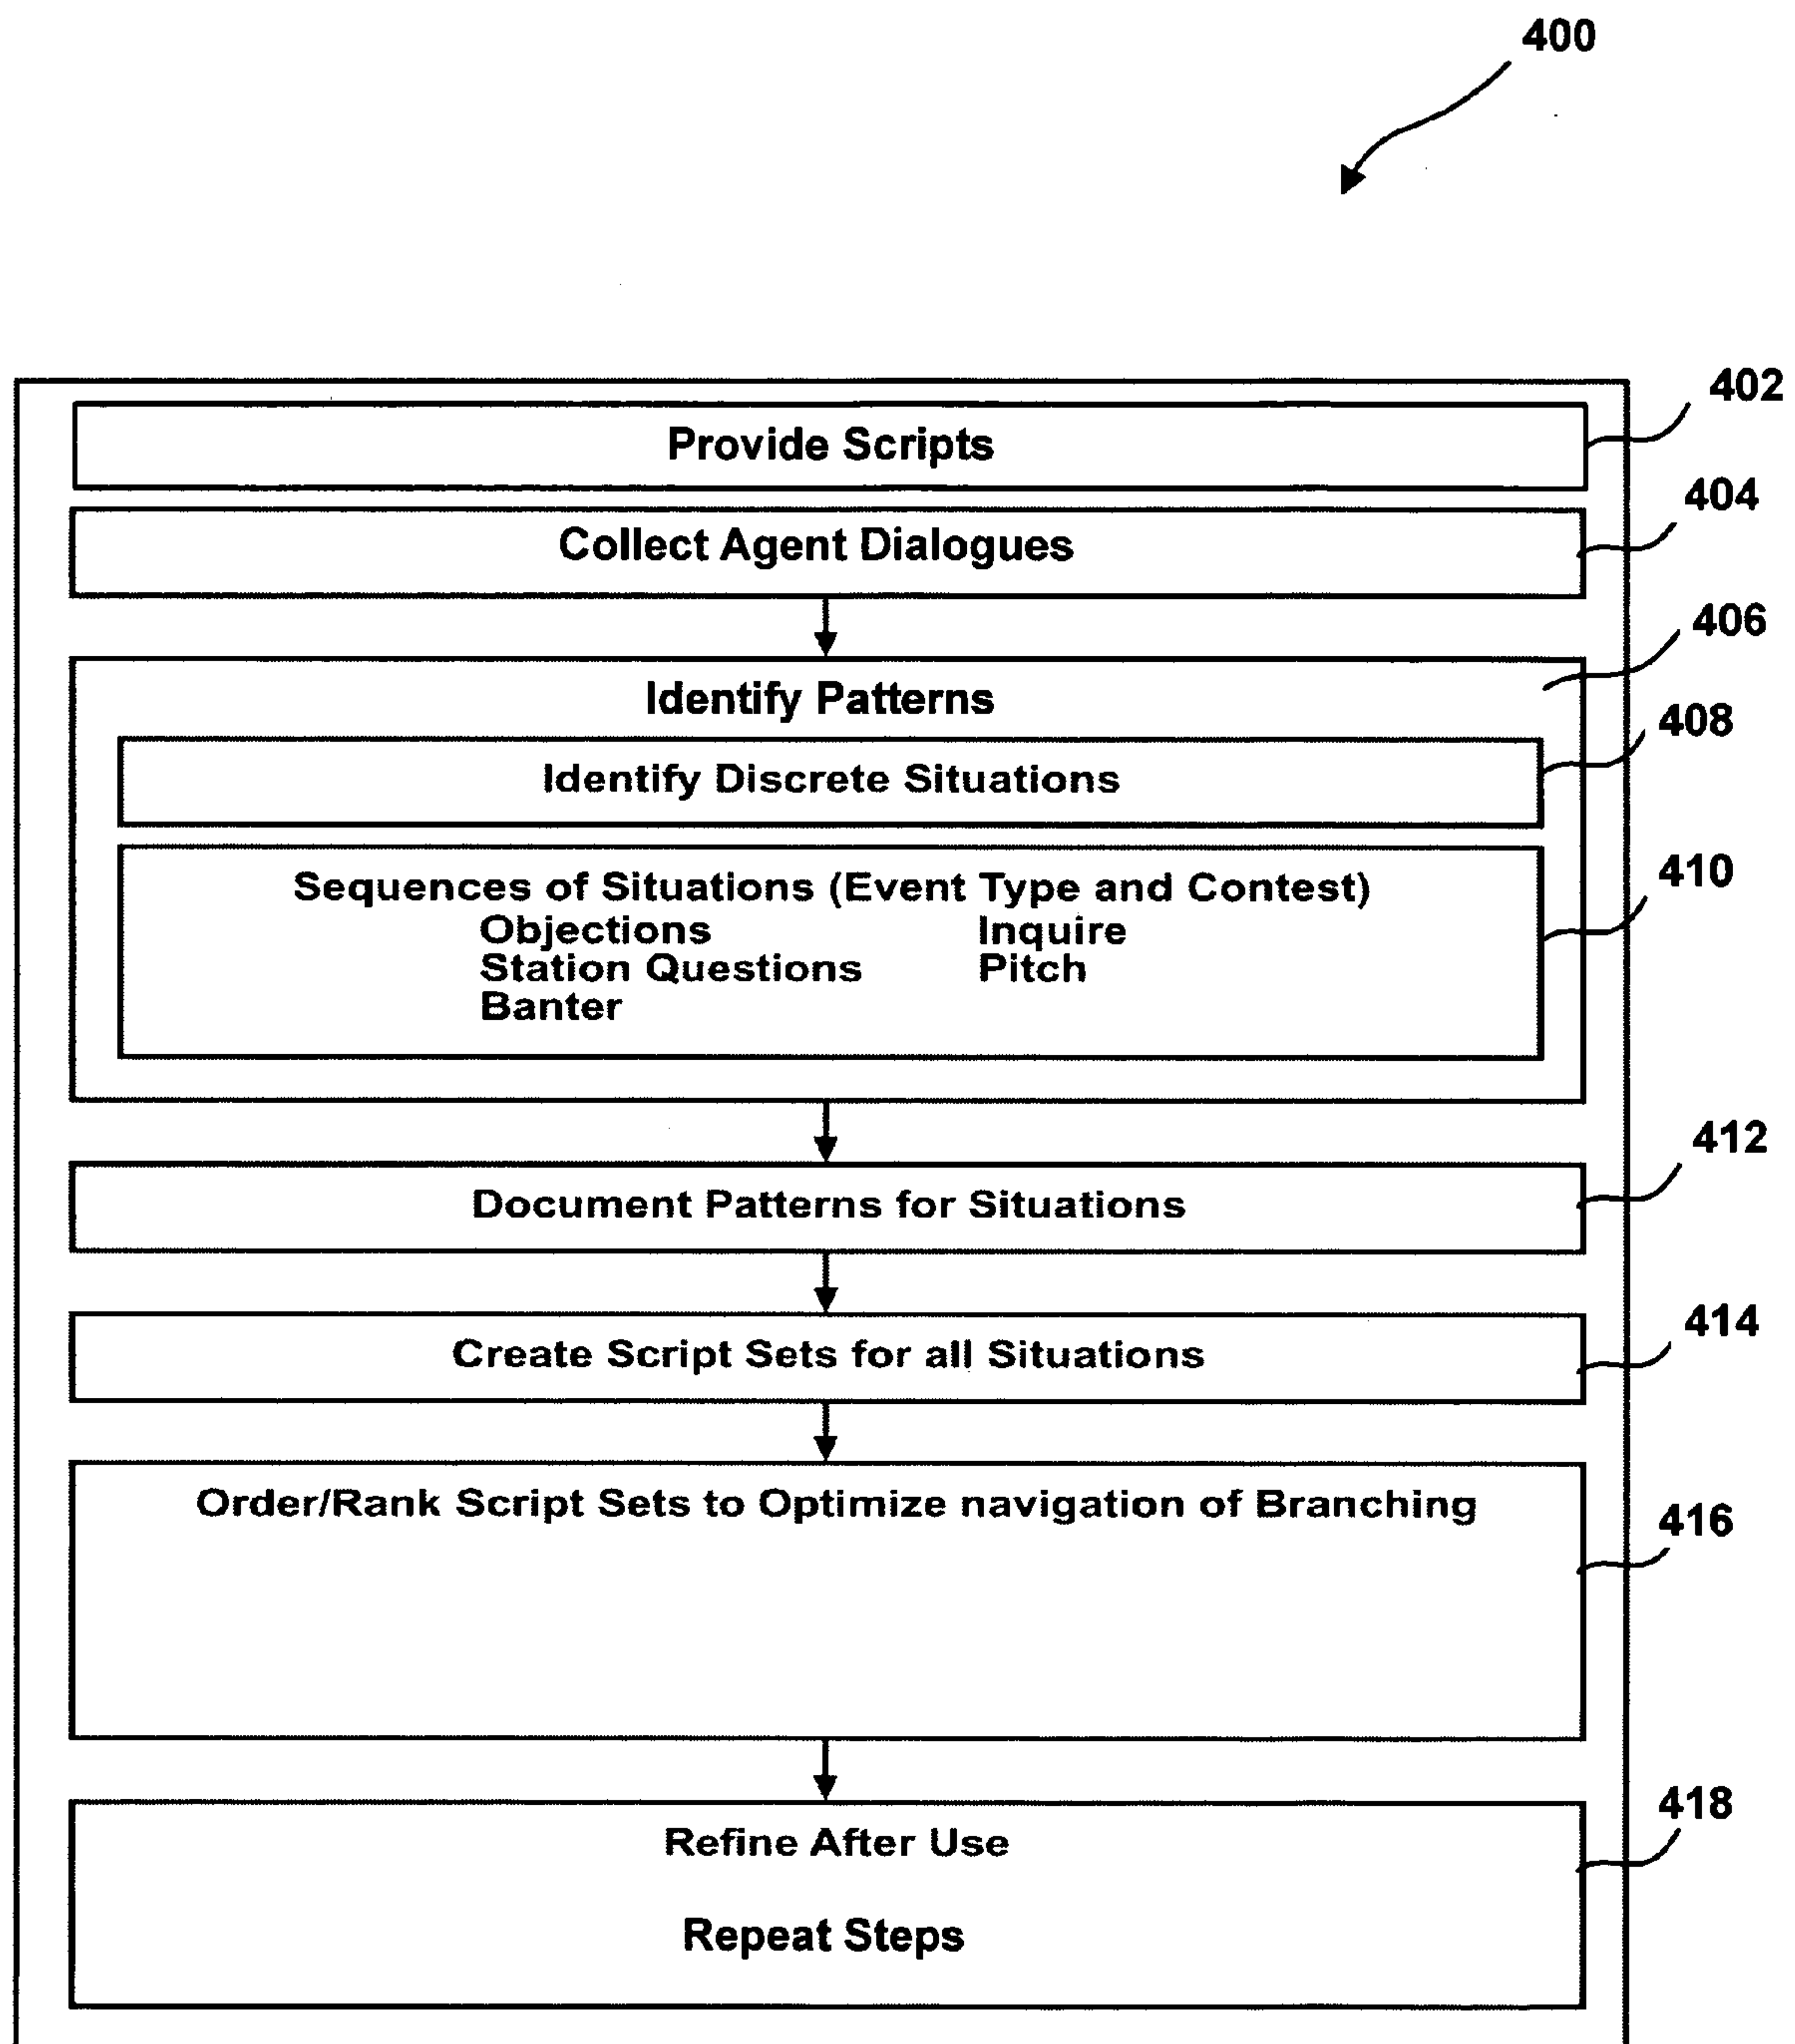 400
402
Provide Scripts
404
Collect Agent Dialogues
406
Identify Patterns
408
Identify Discrete Situations
410
Sequences of Situations (Event Type and Contest)
Objections Inquire
Station Questions Pitch
Banter
412
Document Patterns for Situations
414
Create Script Sets for all Situations
Order/Rank Script Sets to Optimize navigation of Branching
416
418
Refine After Use
Repeat Steps